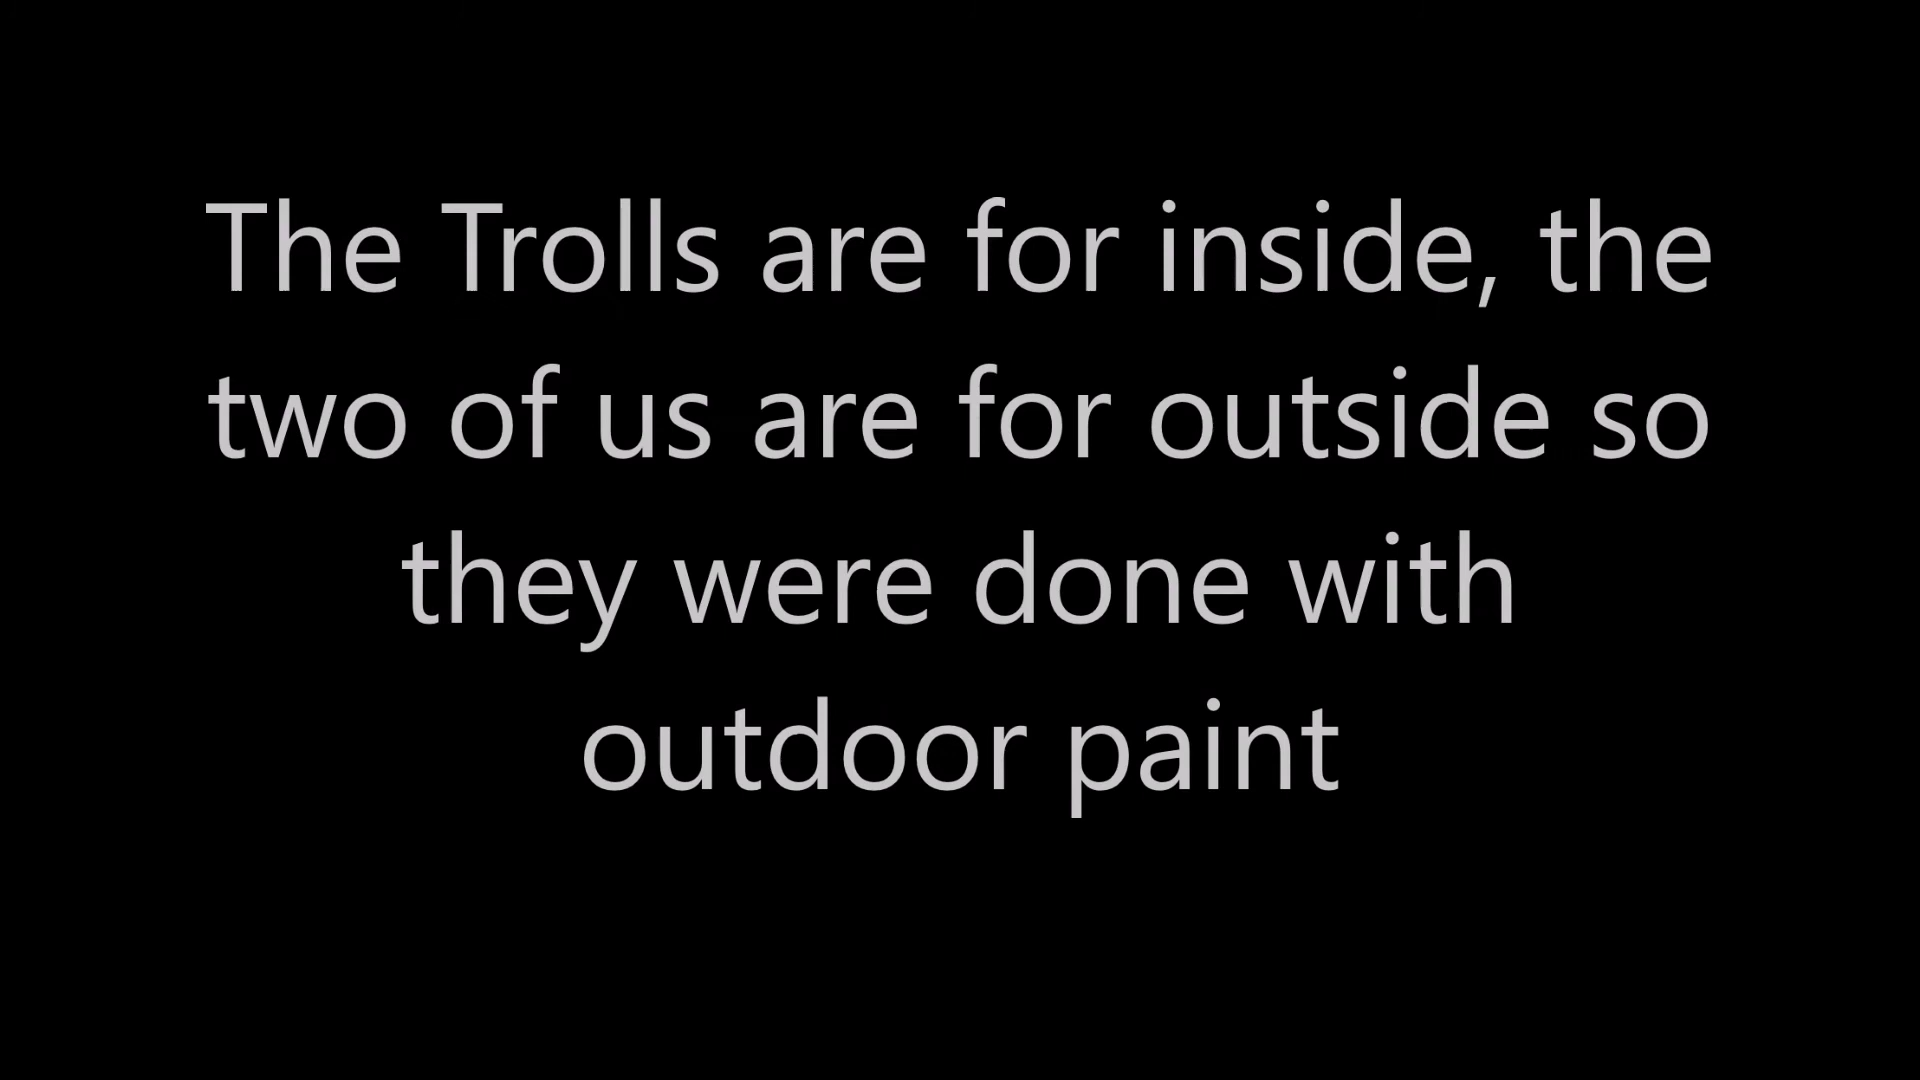 The Trolls are for inside, the
two of us are for outside so
they were done with
outdoor paint